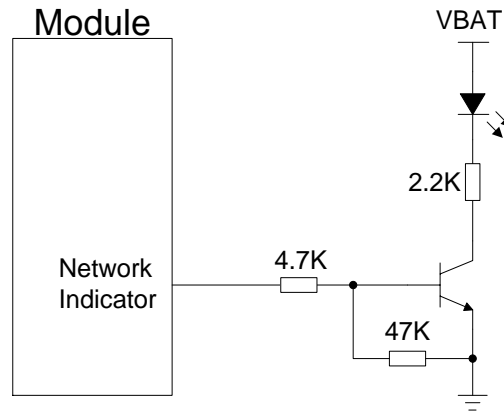 Module
VBAT
2.2K
4.7K
Network
Indicator
47K